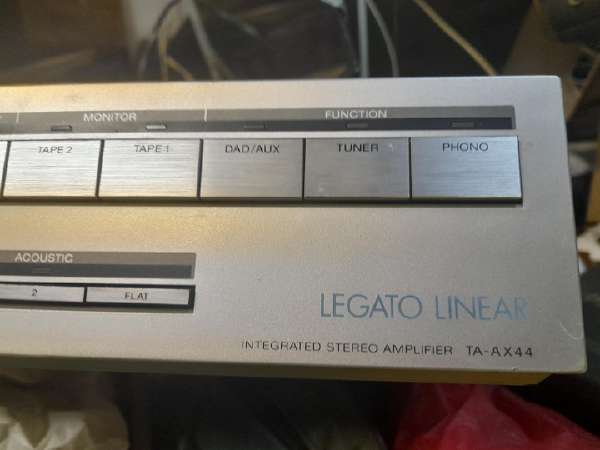 MONITOR FUNCTION
TAPE 2 TAPE 1 DAD/AUX TUNER PHONO
ACOUSTIC
2 FLAT
LEGATO LINEAR
INTEGRATED STEREO AMPLIFIER TA-AX44